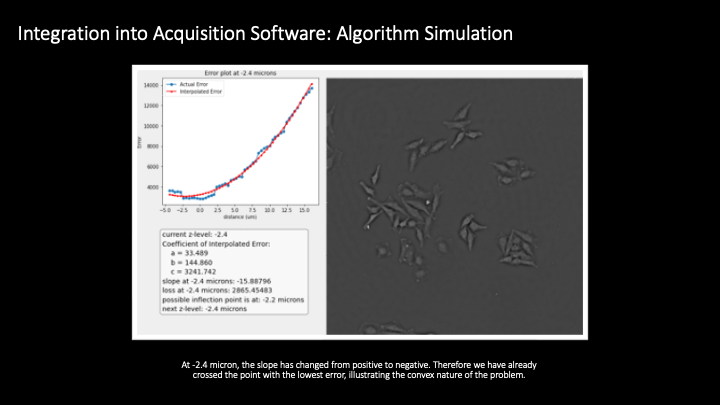 Integration into Acquisition Software: Algorithm Simulation
Error plot at -2.4 microns
Actual Error
Interpolated Error
14000
12000
10000
8000
6000
4000
Error
-5.0 -2.5 0.0 2.5 5.0 7.5 10.0 12.5 15.0
distance (um)
current z-level: -2.4
Coefficient of Interpolated Error:
a = 33.489
b = 144.860
c = 3241.742
slope at -2.4 microns: -15.88796
loss at -2.4 microns: 2865.45483
possible inflection point is at: -2.2 microns
next z-level: -2.4 microns
At -2.4 micron, the slope has changed from positive to negative. Therefore we have already
crossed the point with the lowest error, illustrating the convex nature of the problem.